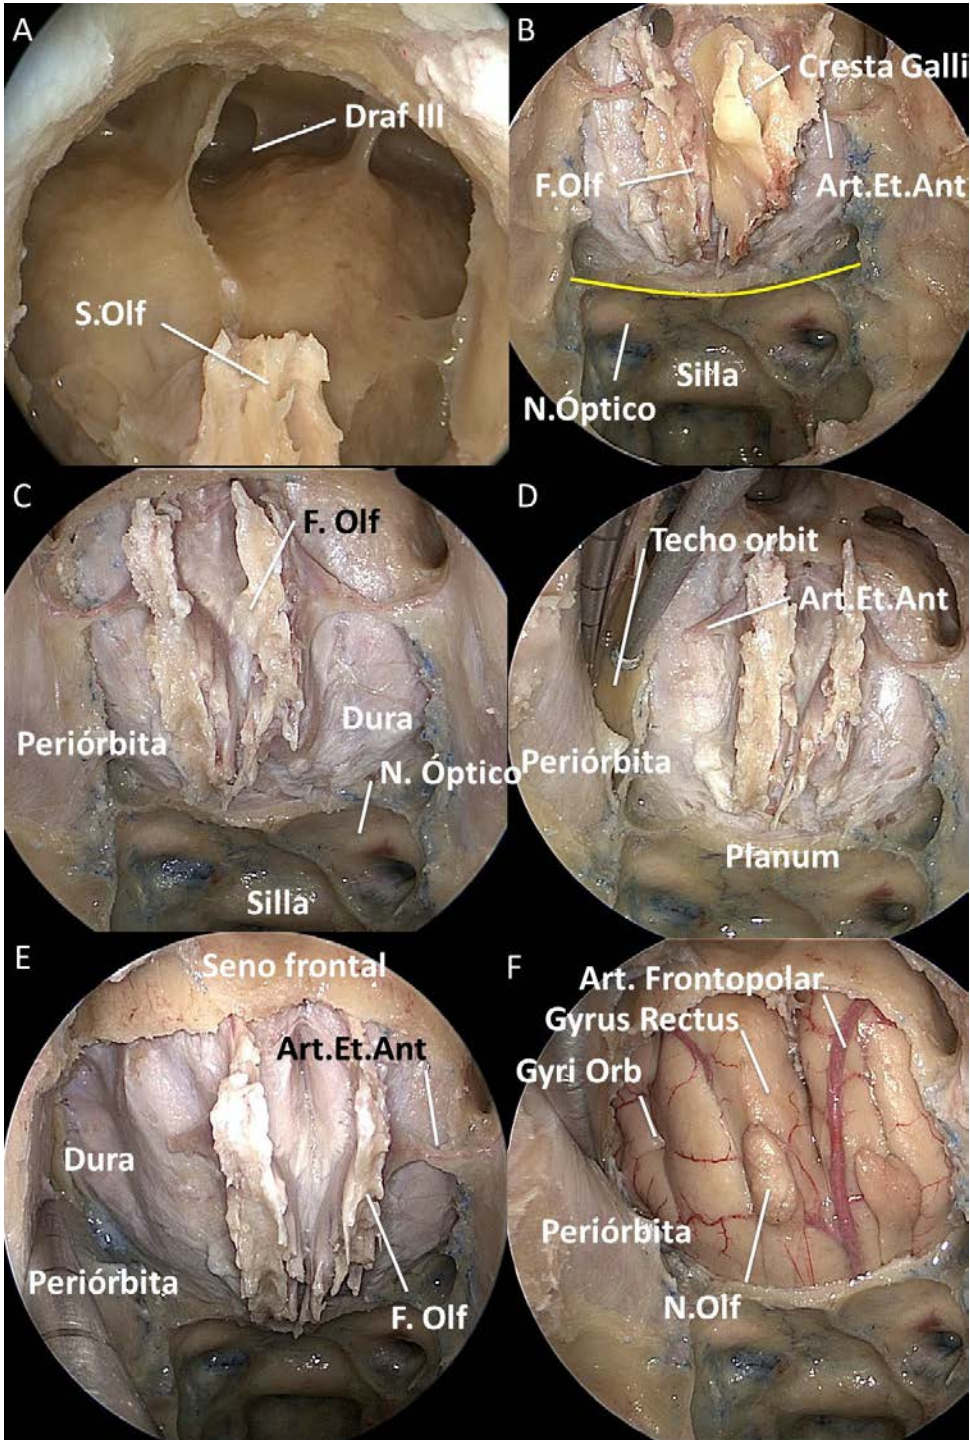 A
Draf III
S.Olf
B
Cresta Galli
F.Olf
Art.Et.Ant
Silla
N.Óptico
C
F. Olf
Dura
Periórbita
N. Óptico
Silla
D
Techo orbit
Art.Et.Ant
Periórbita
Planum
E
Seno frontal
Art.Et.Ant
Dura
Periórbita
F. Olf
F
Art. Frontopolar
Gyrus Rectus
Gyri Orb
Periórbita
N.Olf